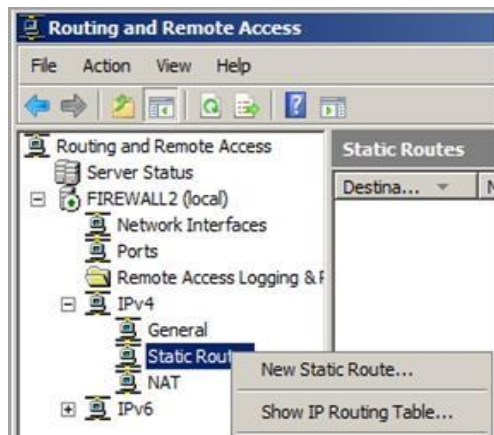 Routing and Remote Access
File Action View Help
Routing and Remote Access
Server Status
FIREWALL2 (local)
Network Interfaces
Ports
Remote Access Logging &
IPv4
General
Static
NAT
IPv6
Static Routes
Destina...
New Static Route...
Show IP Routing Table...